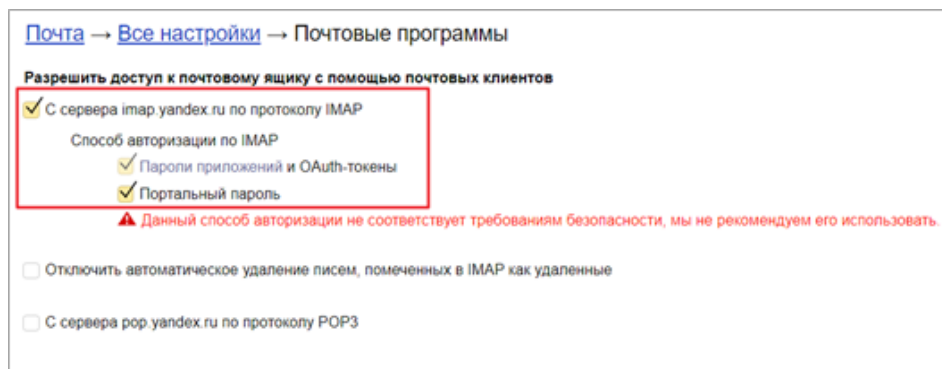 Почта → Все настройки → Почтовые программы
Разрешить доступ к почтовому ящику с помощью почтовых клиентов
С сервера imap.yandex.ru по протоколу IMAP
Способ авторизации по IMAP
Пароли приложений и OAuth-токены
Портальный пароль
Данный способ авторизации не соответствует требованиям безопасности, мы не рекомендуем его использовать.
Отключить автоматическое удаление писем, помеченных в IMAP как удаленные
С сервера pop.yandex.ru по протоколу POP3